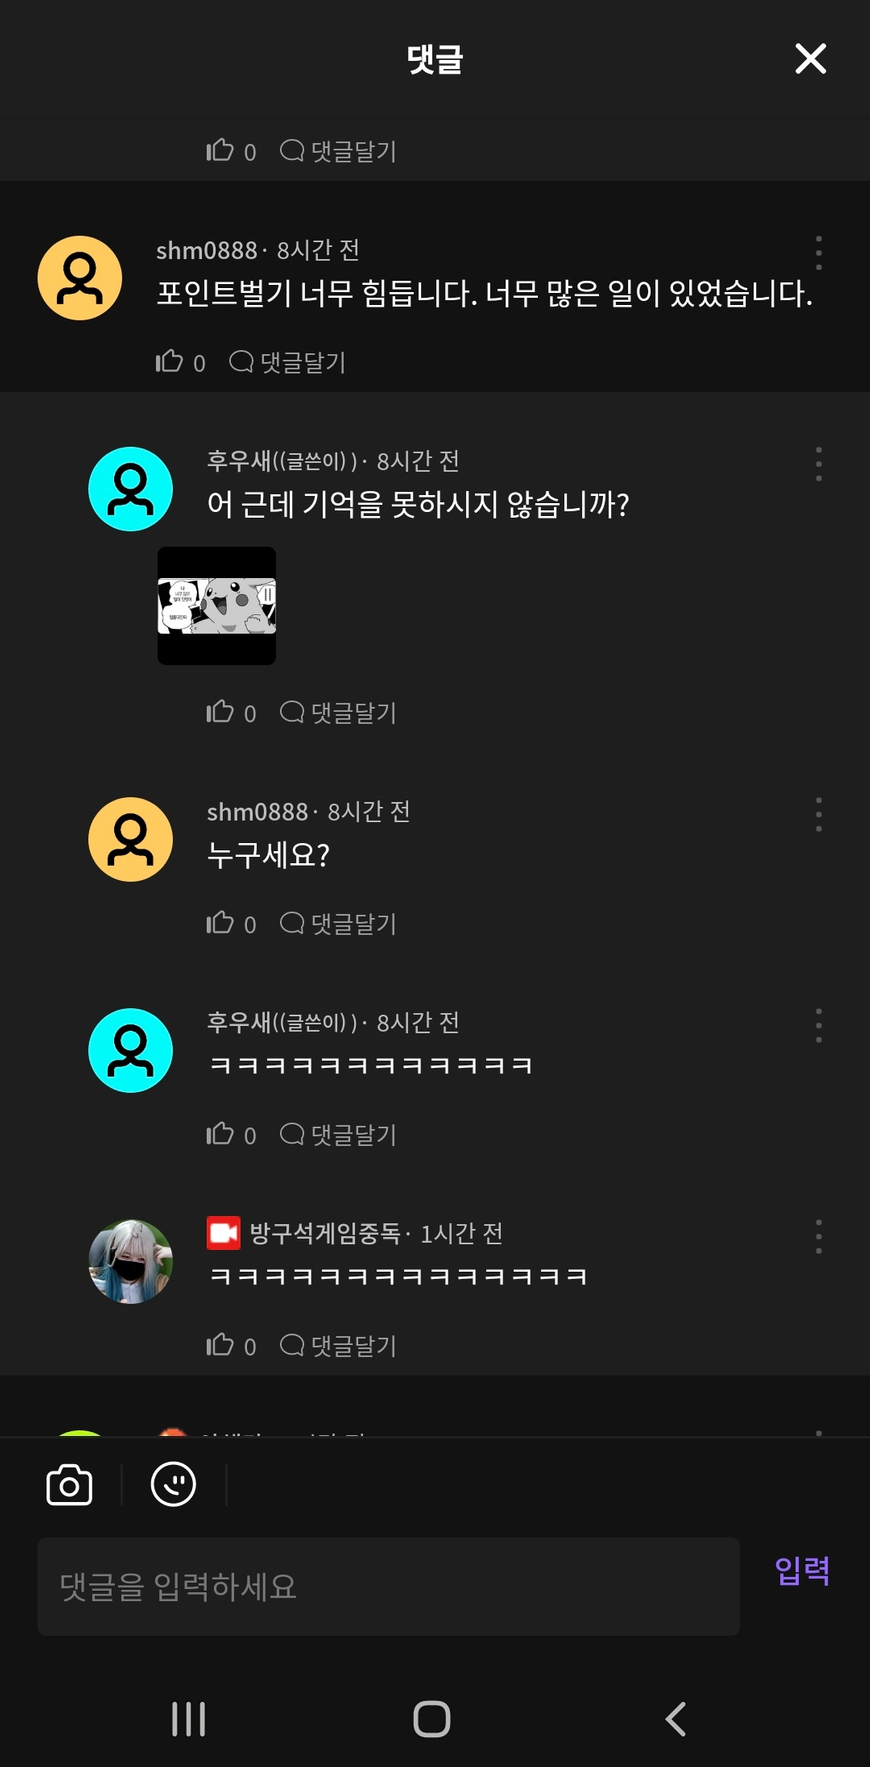 댓글
0 댓글달기
shm0888 · 8시간 전
포인트벌기 너무 힘듭니다. 너무 많은 일이 있었습니다.
0 댓글달기
후우새((글쓴이) ) · 8시간 전
어 근데 기억을 못하시지 않습니까?
0 댓글달기
shm0888 · 8시간 전
누구세요?
0 댓글달기
후우새((글쓴이) ) · 8시간 전
ㅋㅋㅋㅋㅋㅋㅋㅋㅋㅋㅋㅋ
0 댓글달기
방구석게임중독 · 1시간 전
ㅋㅋㅋㅋㅋㅋㅋㅋㅋㅋㅋㅋㅋㅋ
0 댓글달기
댓글을 입력하세요
입력